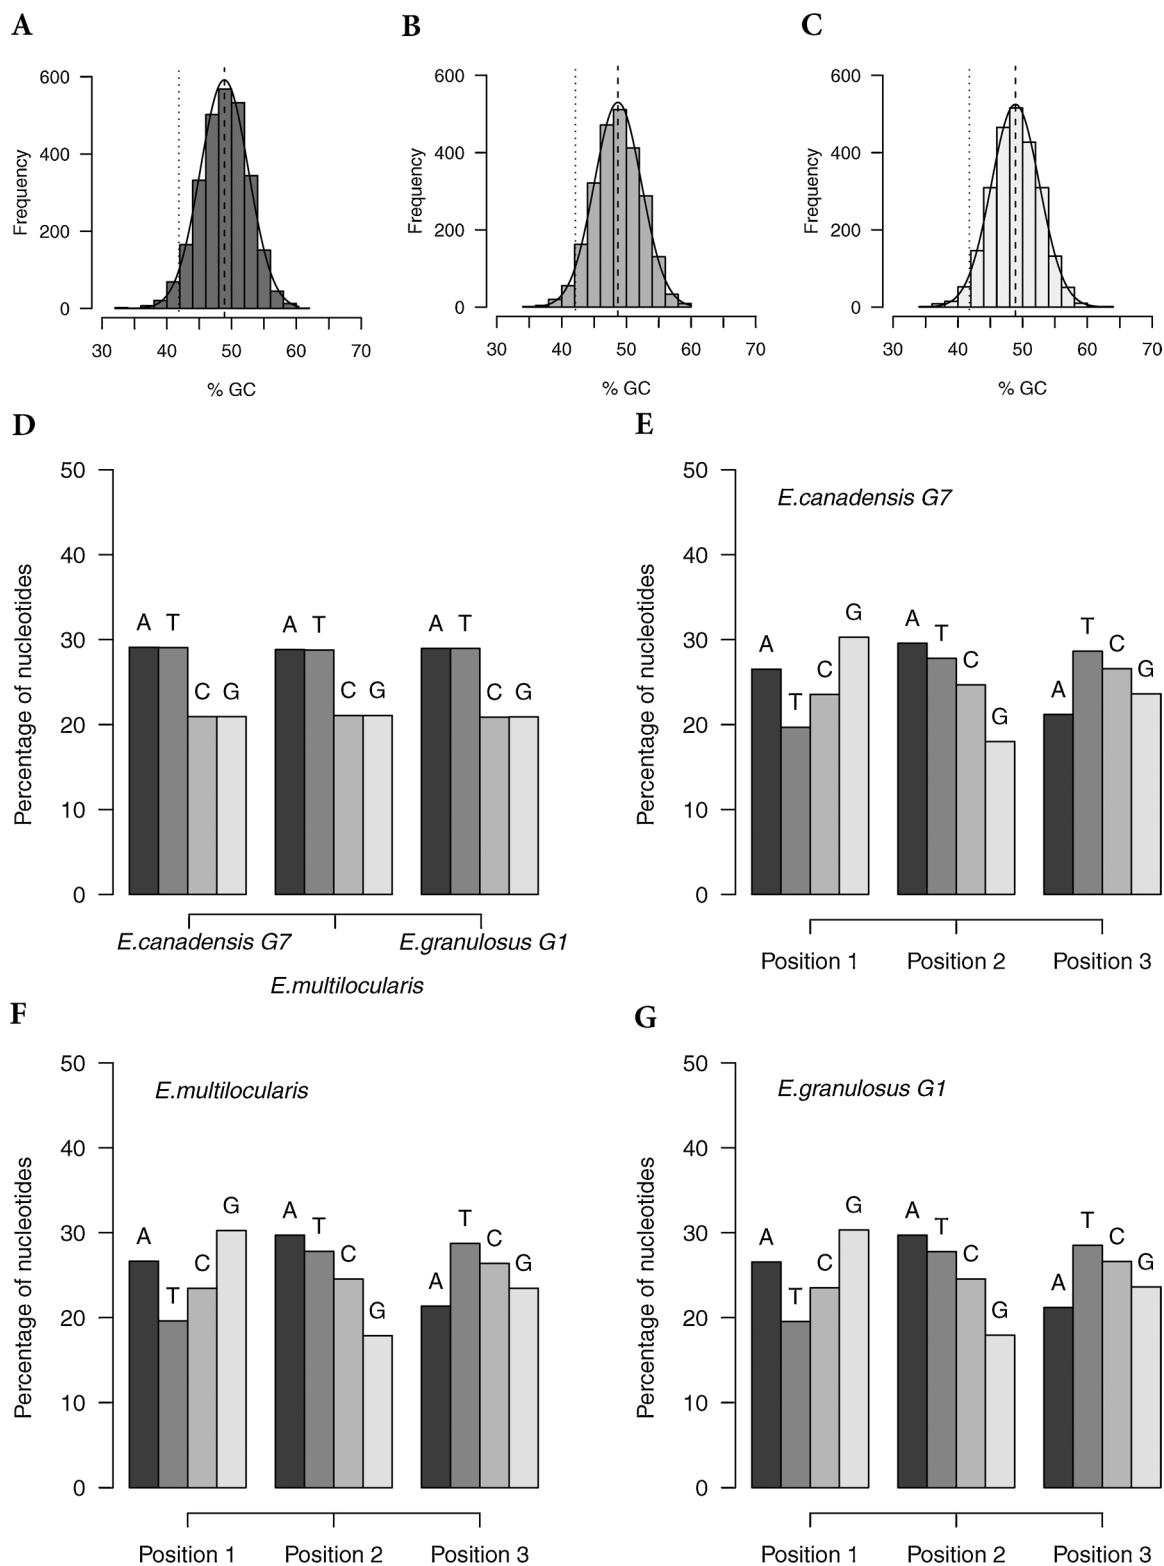 A
B
C
Frequency
600
400
200
0
30 40 50 60 70
% GC
Frequency
600
400
200
0
30 40 50 60 70
% GC
Frequency
600
400
200
0
30 40 50 60 70
% GC
D
Percentage of nucleotides
50
40
30
20
10
0
A T C G
A T C G
A T C G
E.canadensis G7
E.granulosus G1
E.multilocularis
E
E.canadensis G7
Percentage of nucleotides
50
40
30
20
10
0
A T C G
A T C G
A T C G
Position 1 Position 2 Position 3
F
E.multilocularis
Percentage of nucleotides
50
40
30
20
10
0
A T C G
A T C G
A T C G
Position 1 Position 2 Position 3
G
E.granulosus G1
Percentage of nucleotides
50
40
30
20
10
0
A T C G
A T C G
A T C G
Position 1 Position 2 Position 3